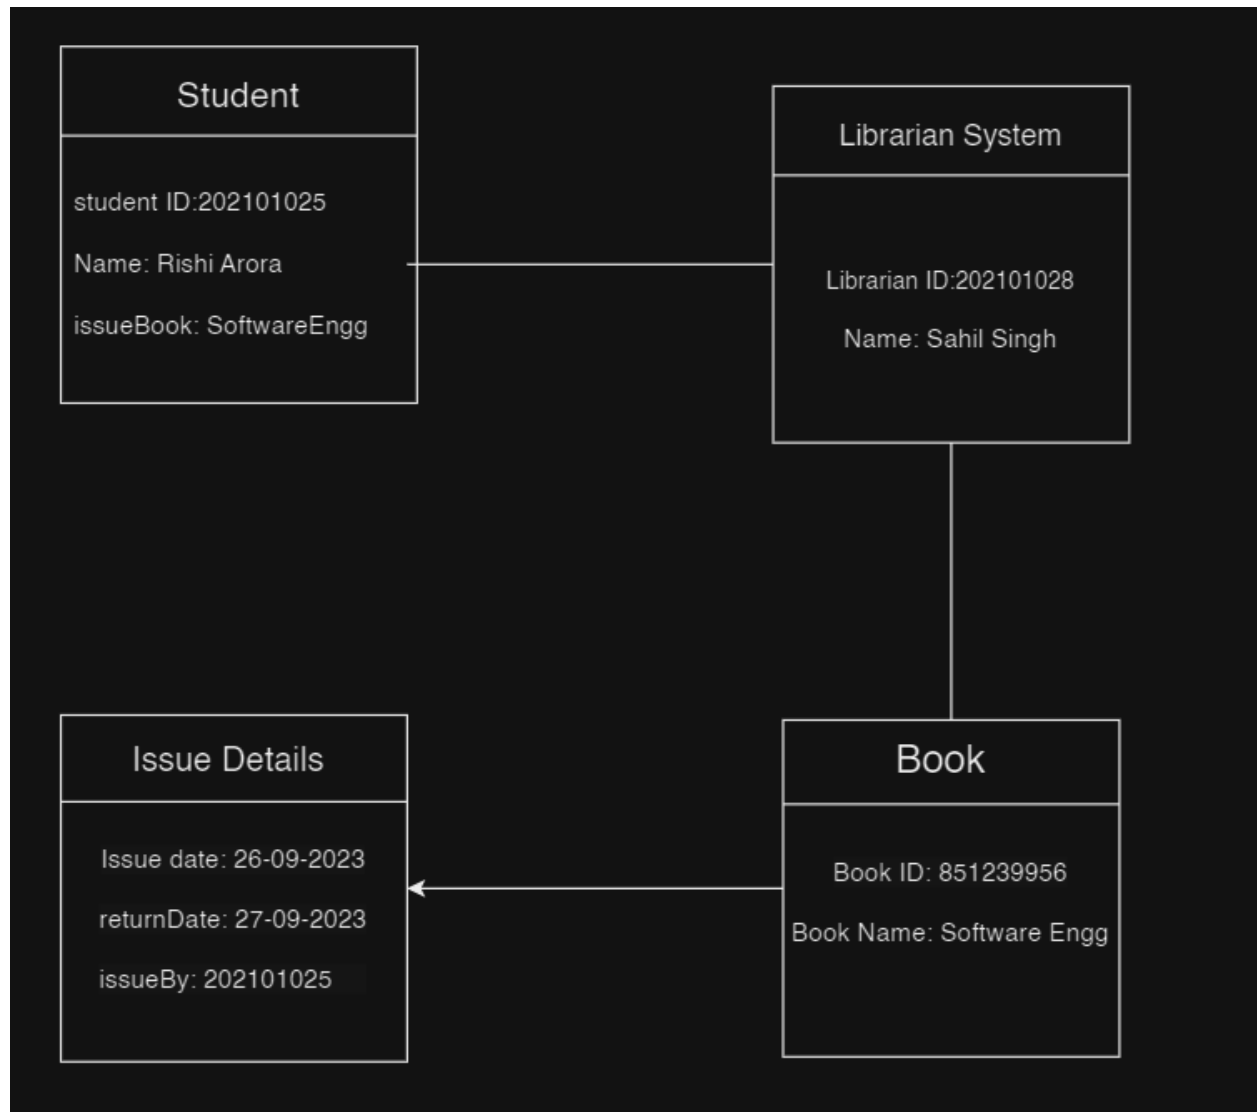 Student
student ID:202101025
Name: Rishi Arora
issueBook: SoftwareEngg
Librarian System
Librarian ID:202101028
Name: Sahil Singh
Issue Details
Issue date: 26-09-2023
returnDate: 27-09-2023
issueBy: 202101025
Book
Book ID: 851239956
Book Name: Software Engg